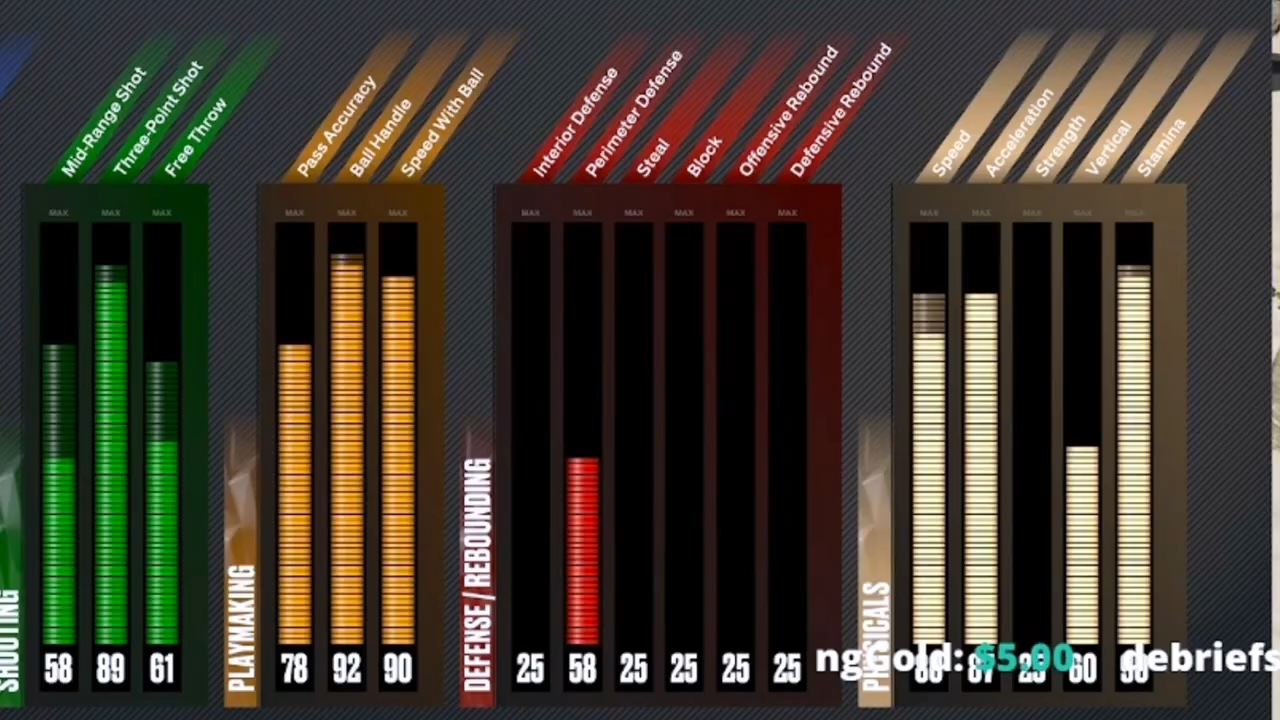 Mid-Range Shot
Three-Point Shot
Free Throw
Pass Accuracy
Ball Handle
Speed With Ball
Interior Defense
Perimeter Defense
Steal
Block
Offensive Rebound
Defensive Rebound
Speed
Acceleration
Strength
Vertical
Stamina
MAX MAX MAX MAX MAX MAX MAX MAX MAX MAX MAX MAX MAX MAX MAX MAX MAX
SHOOTING
58 89 61
PLAYMAKING
78 92 90
DEFENSE / REBOUNDING
25 58 25 25 25 25
PHYSICALS
60
ngGold: $5.00 debriefs